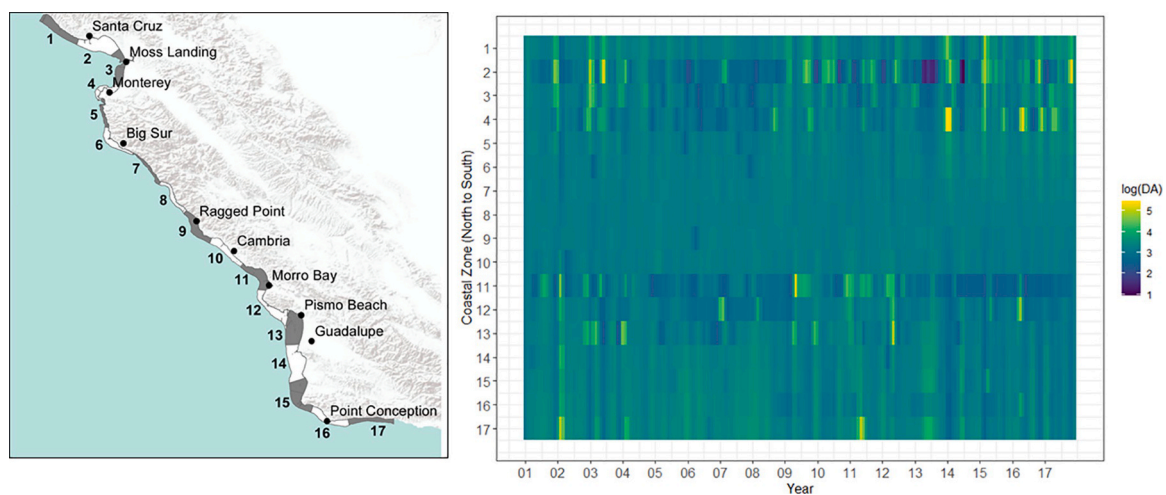 Santa Cruz
1
2
Moss Landing
3
4
Monterey
5
Big Sur
6
7
8
Ragged Point
9
Cambria
10
11
Morro Bay
12
Pismo Beach
13
Guadalupe
14
15
Point Conception
16
17
Coastal Zone (North to South)
1
2
3
4
5
6
7
8
9
10
11
12
13
14
15
16
17
01 02 03 04 05 06 07 08 09 10 11 12 13 14 15 16 17
Year
log(DA)
5
4
3
2
1